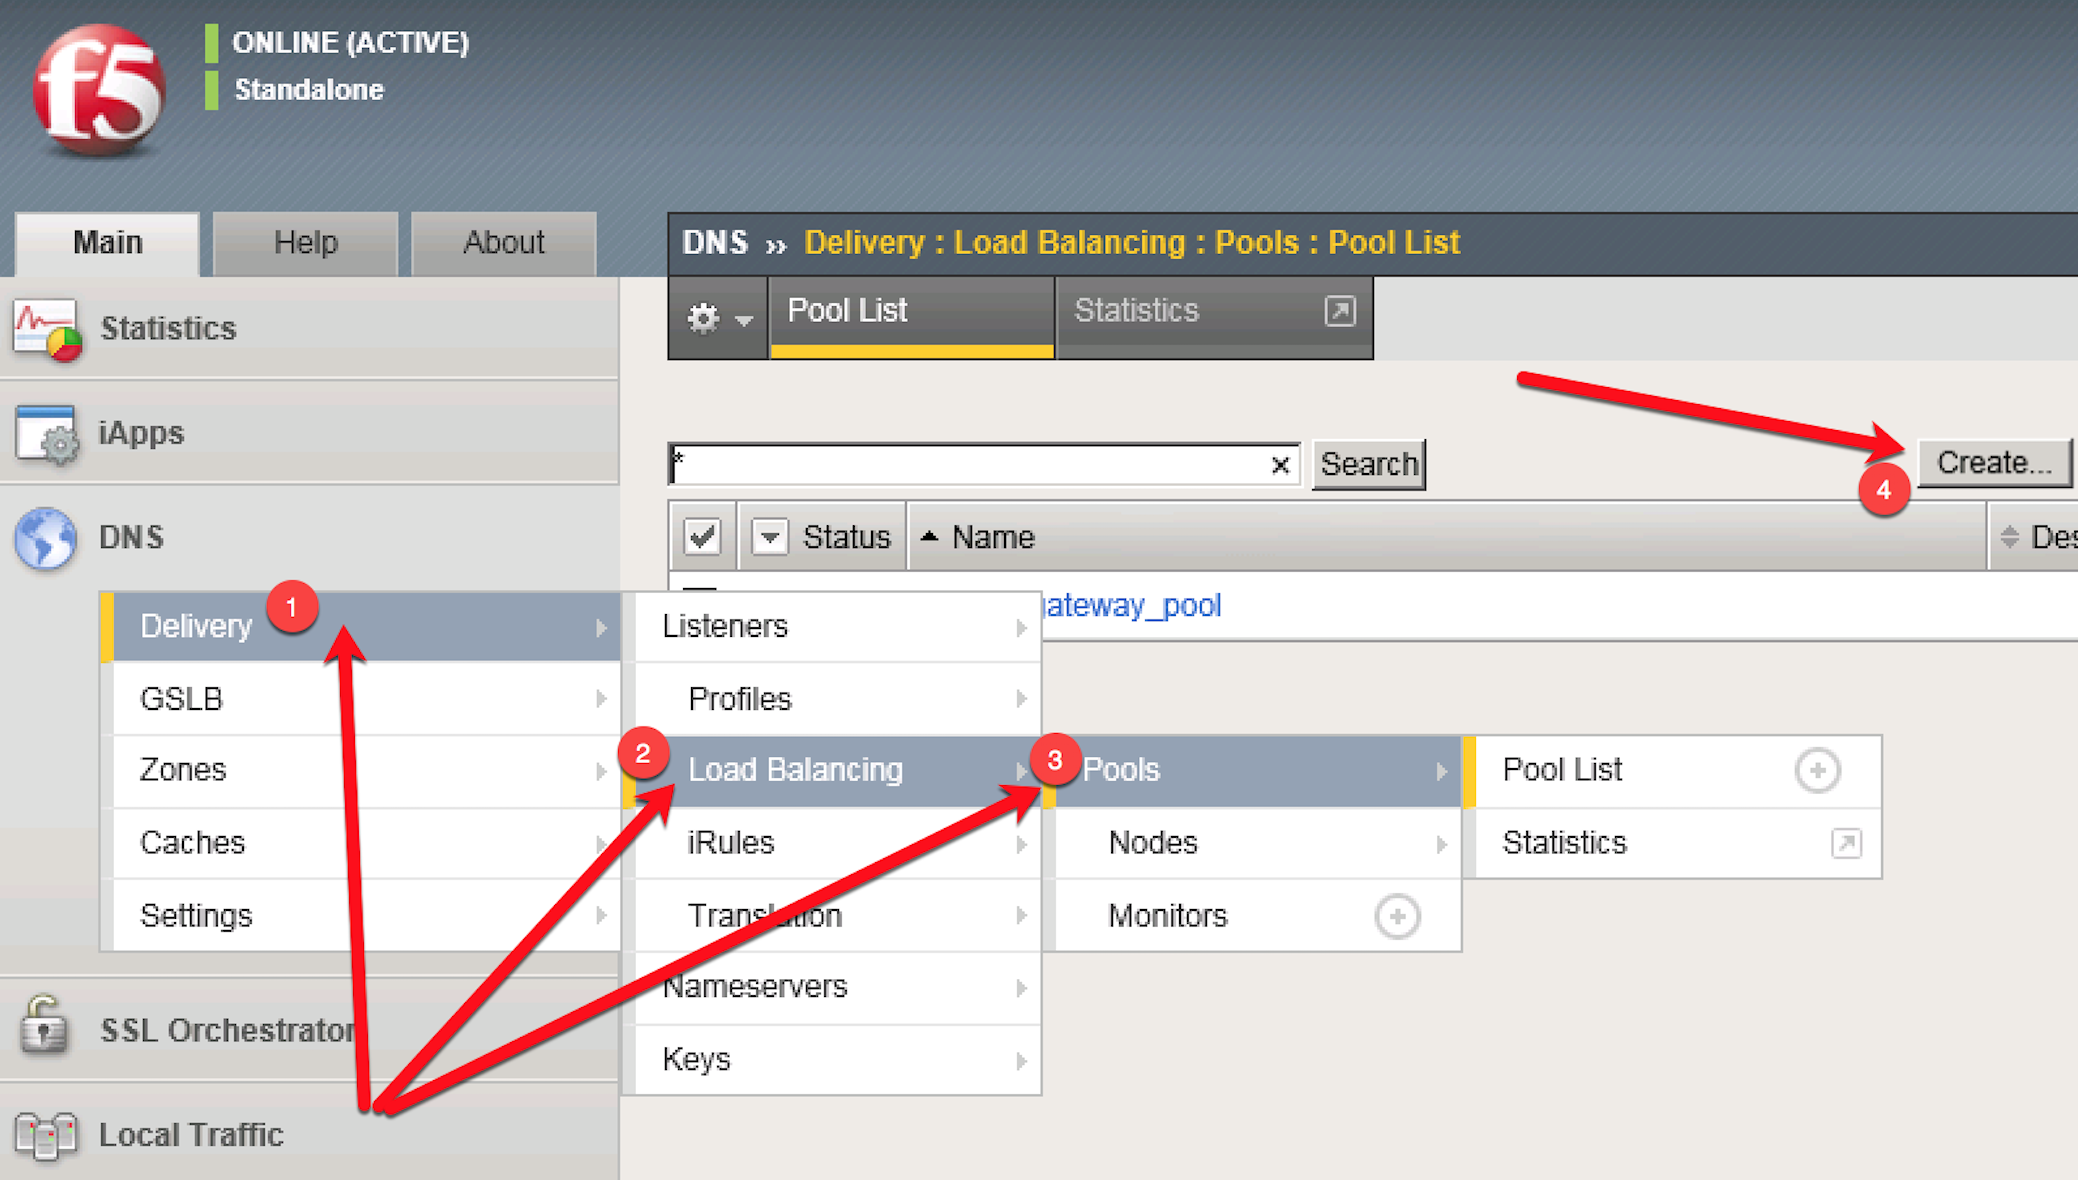 f5
ONLINE (ACTIVE)
Standalone
Main
Help
About
DNS ›› Delivery : Load Balancing : Pools : Pool List
Pool List
Statistics
Statistics
iApps
*
×
Search
Create...
4
Status
Name
DNS
Delivery
1
Listeners
ateway_pool
GSLB
Profiles
Zones
2
Load Balancing
3
Pools
Pool List
Caches
iRules
Nodes
Statistics
Settings
Translation
Monitors
Nameservers
SSL Orchestrator
Keys
Local Traffic